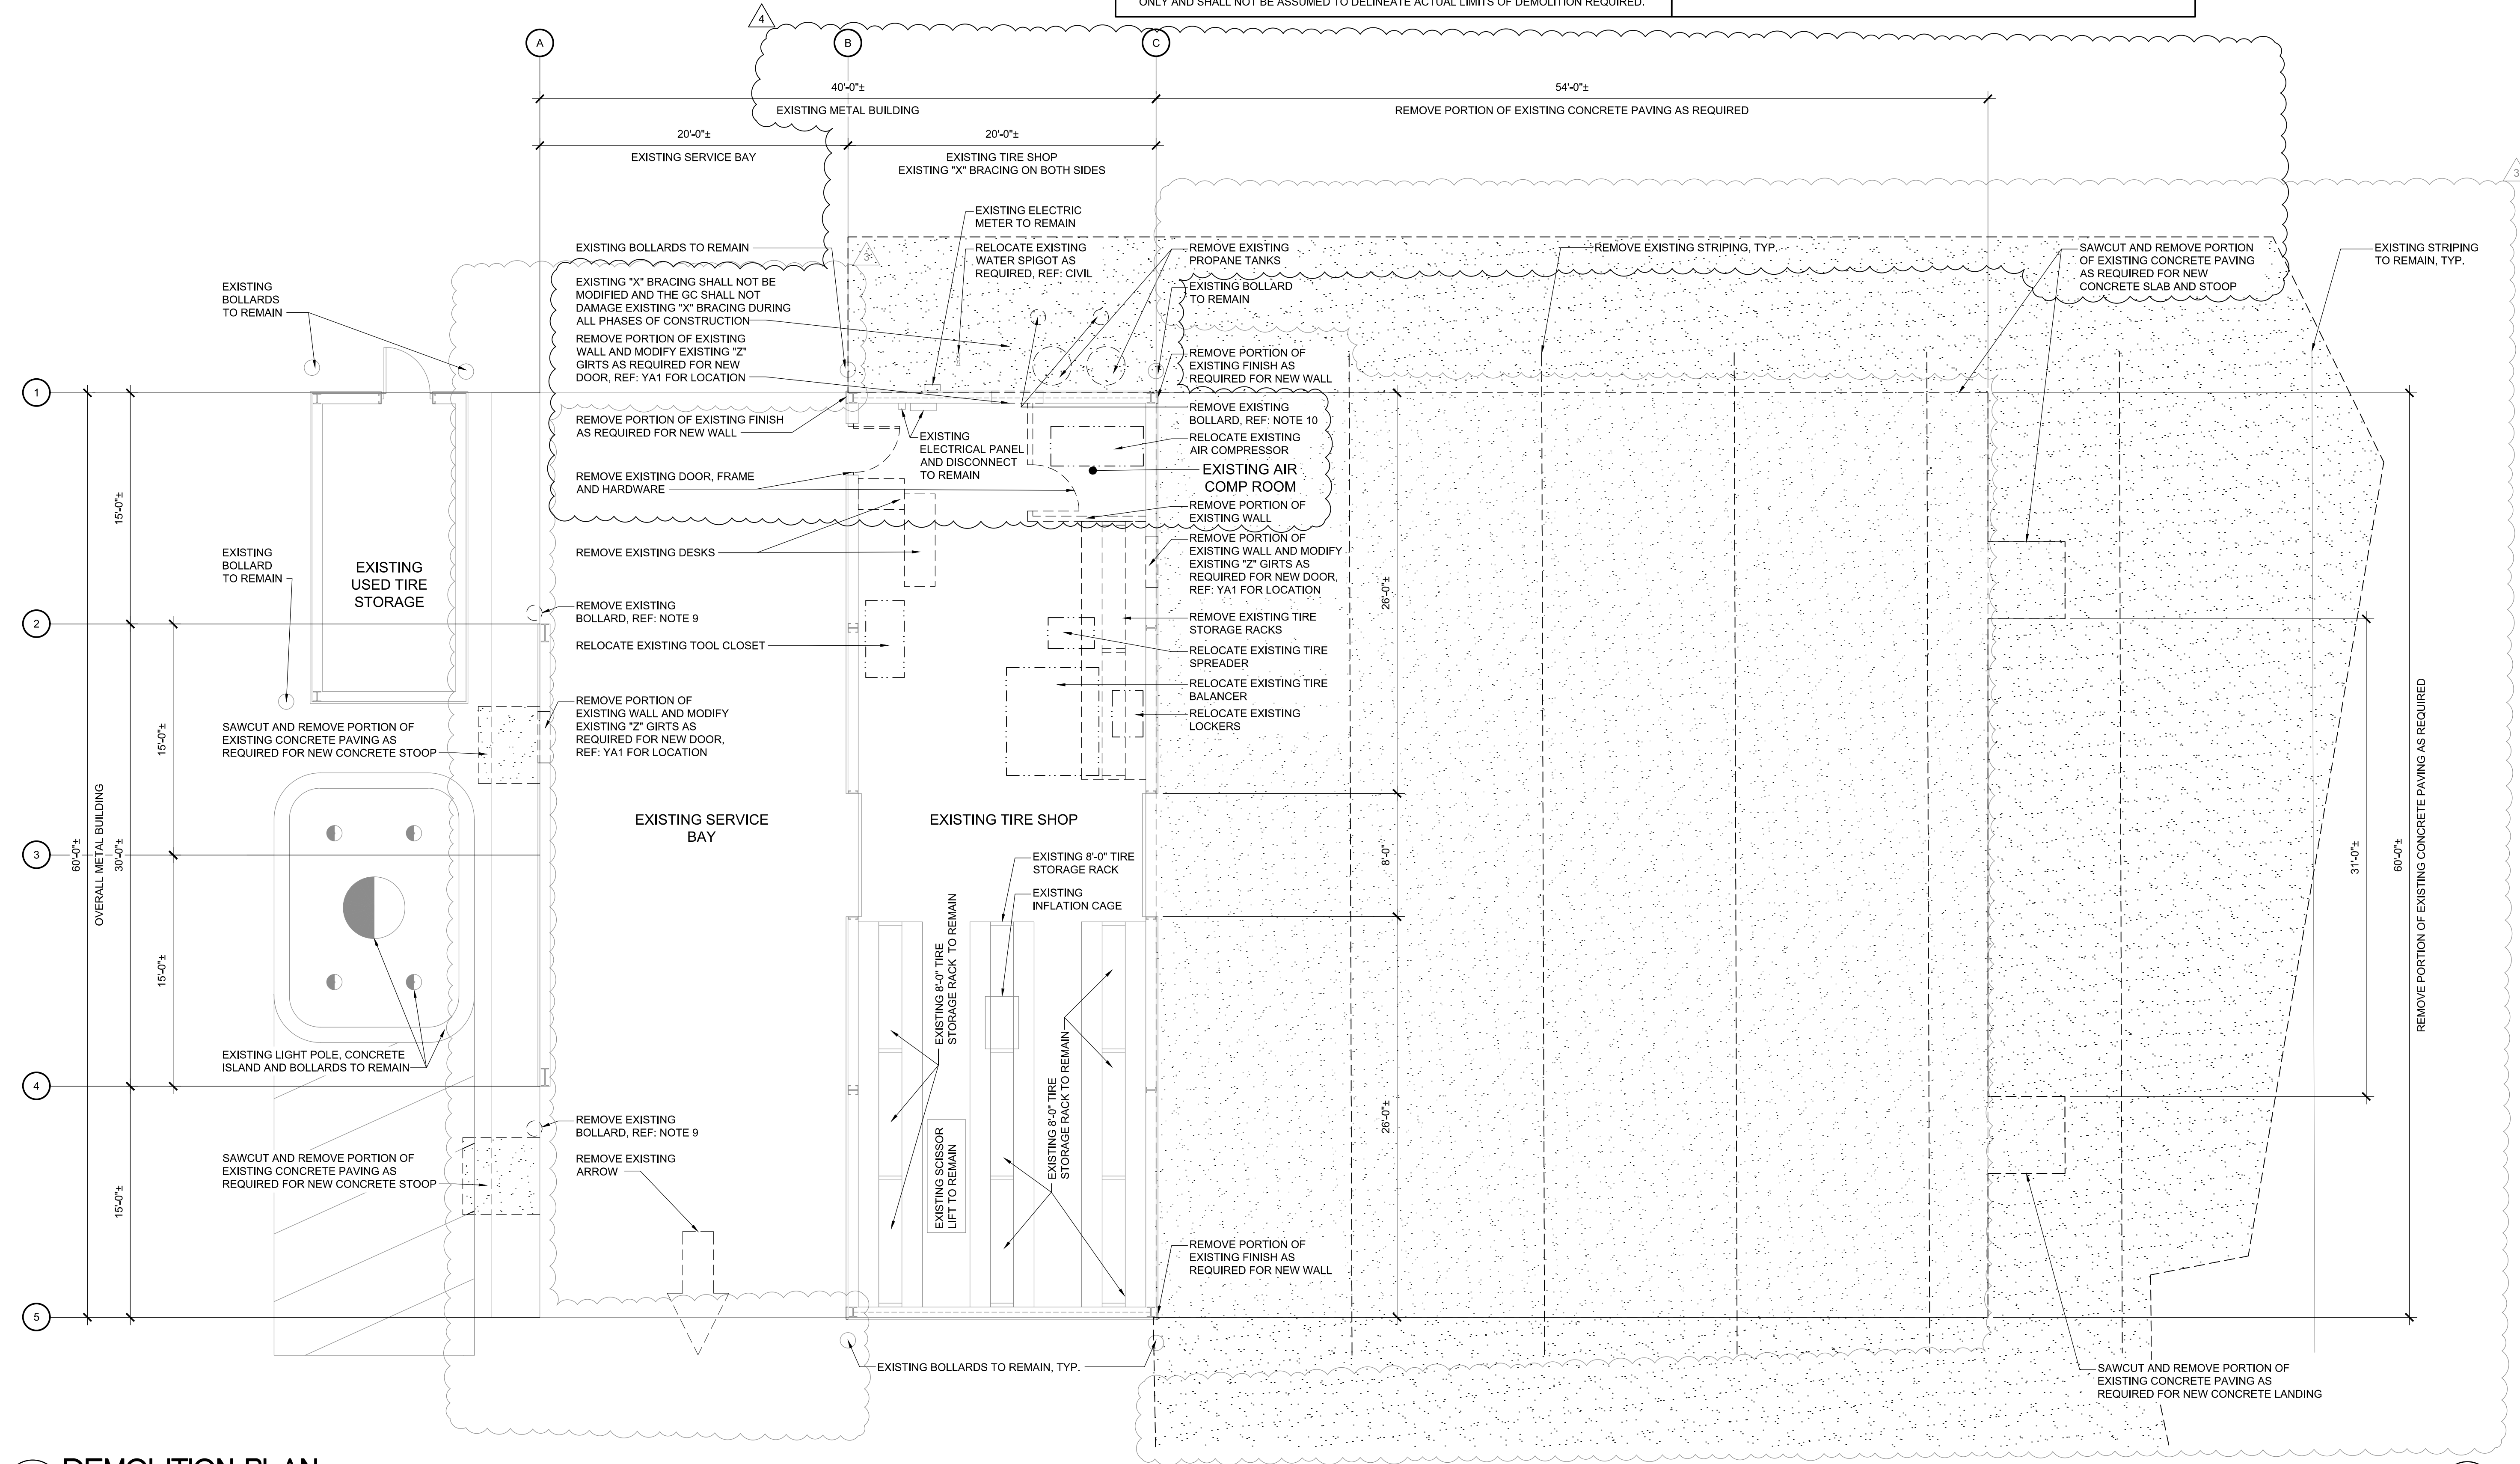 ONLY AND SHALL NOT BE ASSUMED TO DELINEATE ACTUAL LIMITS OF DEMOLITION REQUIRED.
4
A
B
C
40'-0"±
EXISTING METAL BUILDING
54'-0"±
REMOVE PORTION OF EXISTING CONCRETE PAVING AS REQUIRED
20'-0"±
EXISTING SERVICE BAY
20'-0"±
EXISTING TIRE SHOP
EXISTING "X" BRACING ON BOTH SIDES
3
EXISTING ELECTRIC
METER TO REMAIN
EXISTING BOLLARDS TO REMAIN
3
RELOCATE EXISTING
WATER SPIGOT AS
REQUIRED, REF: CIVIL
REMOVE EXISTING
PROPANE TANKS
REMOVE EXISTING STRIPING, TYP.
SAWCUT AND REMOVE PORTION
OF EXISTING CONCRETE PAVING
AS REQUIRED FOR NEW
CONCRETE SLAB AND STOOP
EXISTING STRIPING
TO REMAIN, TYP.
EXISTING
BOLLARDS
TO REMAIN
EXISTING "X" BRACING SHALL NOT BE
MODIFIED AND THE GC SHALL NOT
DAMAGE EXISTING "X" BRACING DURING
ALL PHASES OF CONSTRUCTION
EXISTING BOLLARD
TO REMAIN
REMOVE PORTION OF EXISTING
WALL AND MODIFY EXISTING "Z"
GIRTS AS REQUIRED FOR NEW
DOOR, REF: YA1 FOR LOCATION
REMOVE PORTION OF
EXISTING FINISH AS
REQUIRED FOR NEW WALL
1
REMOVE PORTION OF EXISTING FINISH
AS REQUIRED FOR NEW WALL
EXISTING
ELECTRICAL PANEL
AND DISCONNECT
TO REMAIN
REMOVE EXISTING
BOLLARD, REF: NOTE 10
RELOCATE EXISTING
AIR COMPRESSOR
EXISTING AIR
COMP ROOM
REMOVE EXISTING DOOR, FRAME
AND HARDWARE
REMOVE PORTION OF
EXISTING WALL
15'-0"±
REMOVE EXISTING DESKS
REMOVE PORTION OF
EXISTING WALL AND MODIFY
EXISTING "Z" GIRTS AS
REQUIRED FOR NEW DOOR,
REF: YA1 FOR LOCATION
26'-0"±
EXISTING
BOLLARD
TO REMAIN
EXISTING
USED TIRE
STORAGE
REMOVE EXISTING
BOLLARD, REF: NOTE 9
2
REMOVE EXISTING TIRE
STORAGE RACKS
RELOCATE EXISTING TOOL CLOSET
RELOCATE EXISTING TIRE
SPREADER
RELOCATE EXISTING TIRE
BALANCER
RELOCATE EXISTING
LOCKERS
SAWCUT AND REMOVE PORTION OF
EXISTING CONCRETE PAVING AS
REQUIRED FOR NEW CONCRETE STOOP
REMOVE PORTION OF
EXISTING WALL AND MODIFY
EXISTING "Z" GIRTS AS
REQUIRED FOR NEW DOOR,
REF: YA1 FOR LOCATION
15'-0"±
EXISTING SERVICE
BAY
EXISTING TIRE SHOP
3
60'-0"±
OVERALL METAL BUILDING
30'-0"±
8'-0"
31'-0"±
60'-0"±
REMOVE PORTION OF EXISTING CONCRETE PAVING AS REQUIRED
EXISTING 8'-0" TIRE
STORAGE RACK
EXISTING
INFLATION CAGE
EXISTING 8'-0" TIRE
STORAGE RACK TO REMAIN
15'-0"±
EXISTING LIGHT POLE, CONCRETE
ISLAND AND BOLLARDS TO REMAIN
4
EXISTING 8'-0" TIRE
STORAGE RACK TO REMAIN
26'-0"±
REMOVE EXISTING
BOLLARD, REF: NOTE 9
EXISTING SCISSOR
LIFT TO REMAIN
SAWCUT AND REMOVE PORTION OF
EXISTING CONCRETE PAVING AS
REQUIRED FOR NEW CONCRETE STOOP
REMOVE EXISTING
ARROW
15'-0"±
REMOVE PORTION OF
EXISTING FINISH AS
REQUIRED FOR NEW WALL
5
EXISTING BOLLARDS TO REMAIN, TYP.
SAWCUT AND REMOVE PORTION OF
EXISTING CONCRETE PAVING AS
REQUIRED FOR NEW CONCRETE LANDING
DEMOLITION PLAN